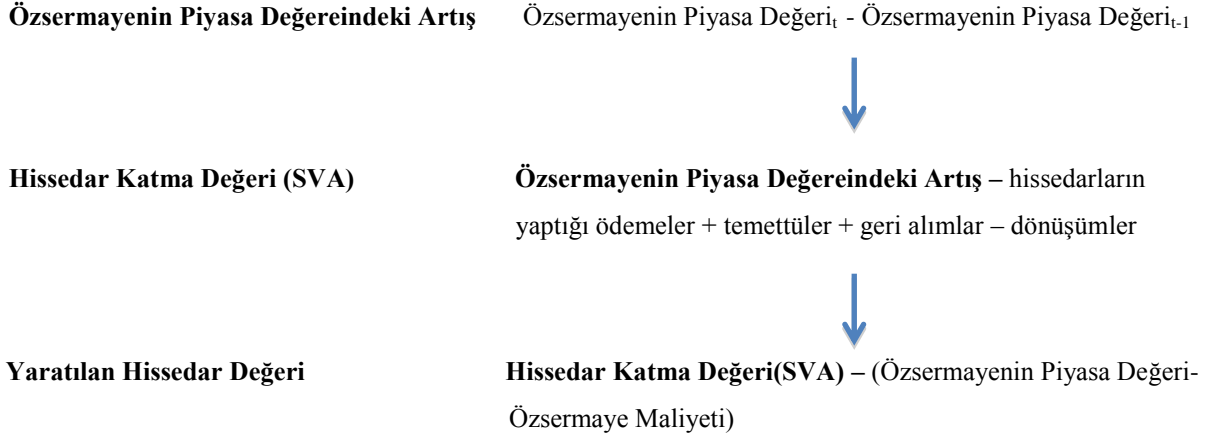 Özsermayenin Piyasa Değereindeki Artış Özsermayenin Piyasa Değerit - Özsermayenin Piyasa Değerit-1
Hissedar Katma Değeri (SVA) Özsermayenin Piyasa Değereindeki Artış – hissedarların
yaptığı ödemeler + temettüler + geri alımlar – dönüşümler
Yaratılan Hissedar Değeri Hissedar Katma Değeri(SVA) – (Özsermayenin Piyasa Değeri-
Özsermaye Maliyeti)